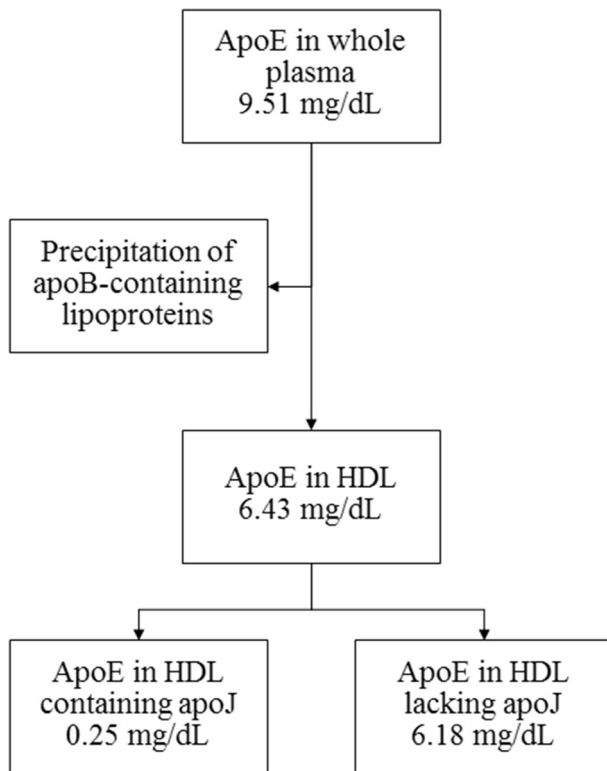 ApoE in whole
plasma
9.51 mg/dL
Precipitation of
apoB-containing
lipoproteins
ApoE in HDL
6.43 mg/dL
ApoE in HDL
containing apoJ
0.25 mg/dL
ApoE in HDL
lacking apoJ
6.18 mg/dL